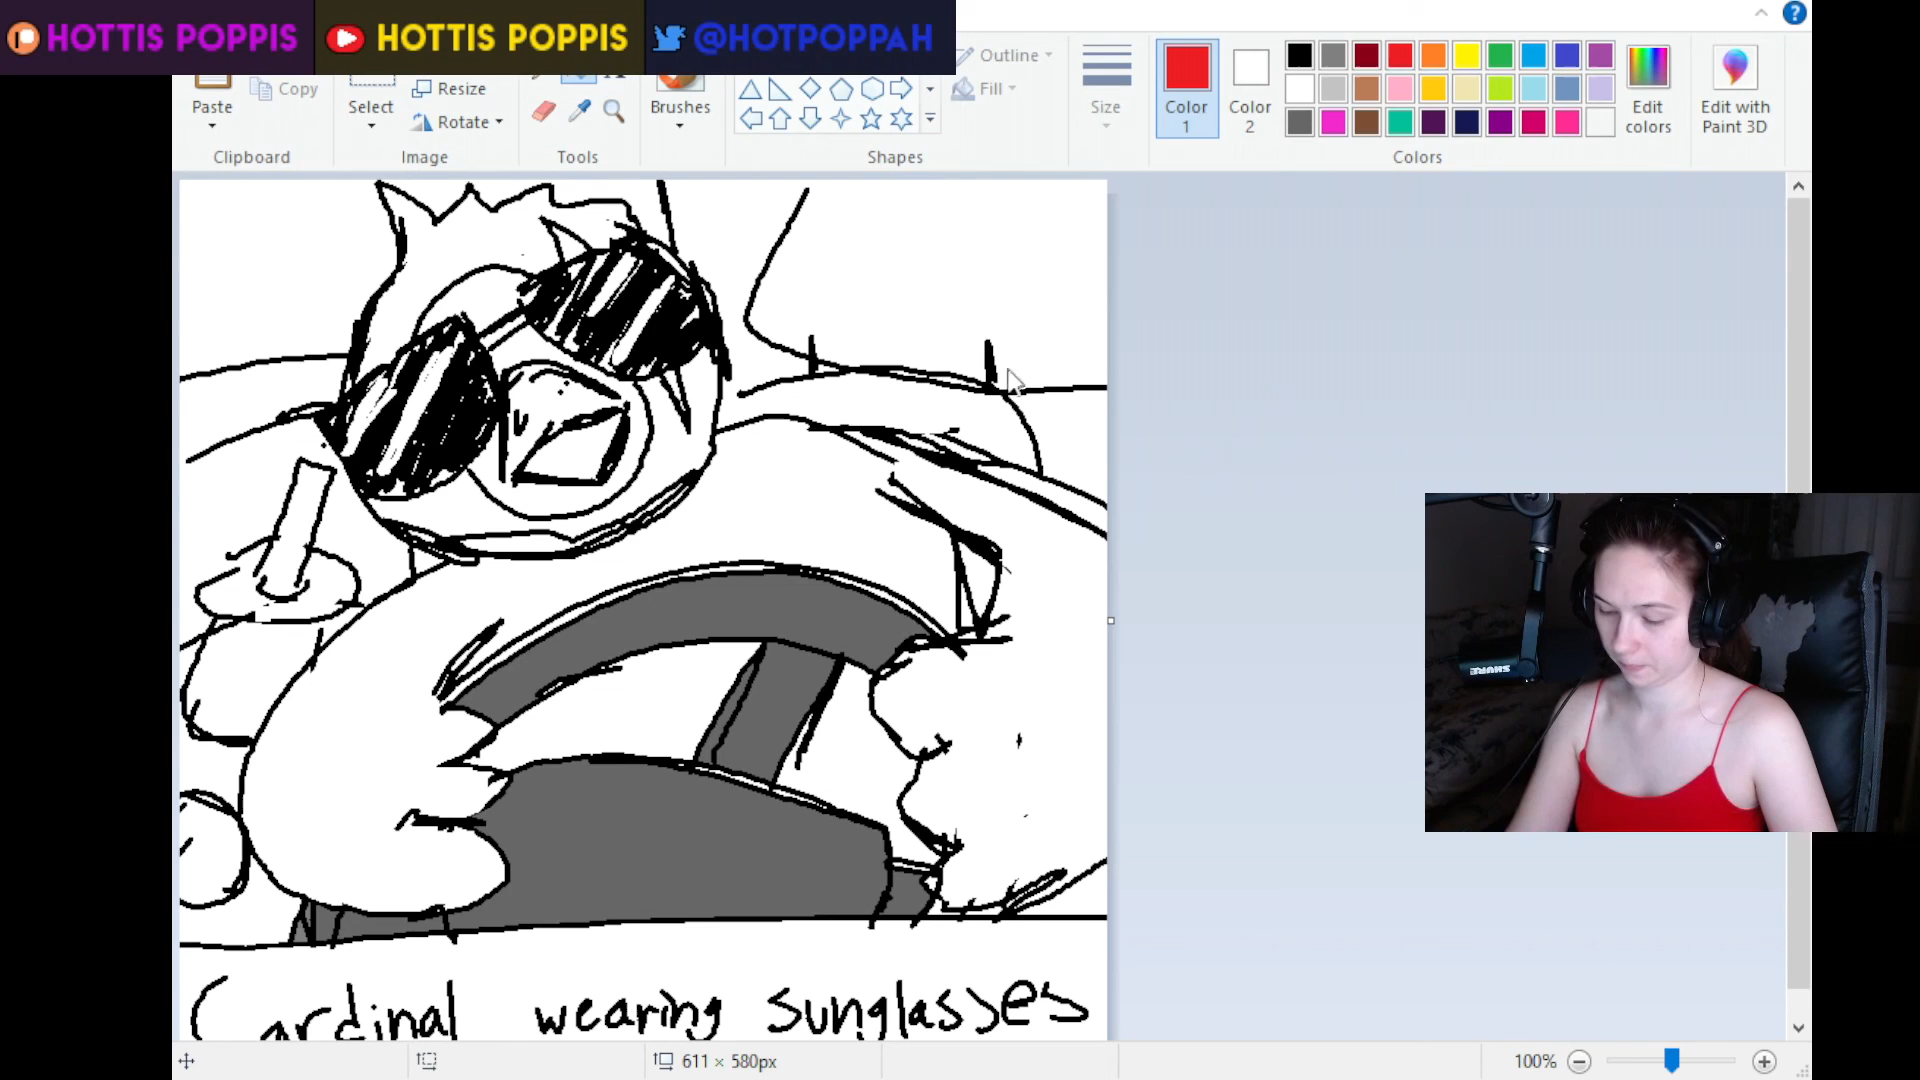 HOTTIS POPPIS HOTTIS POPPIS @HOTPOPPAH
Outline
Copy Resize Fill
Paste Select Rotate Brushes Size Color 1 Color 2 Edit colors Edit with Paint 3D
Clipboard Image Tools Shapes Colors
SHURE
Cardinal wearing sunglasses
611 × 580px 100%